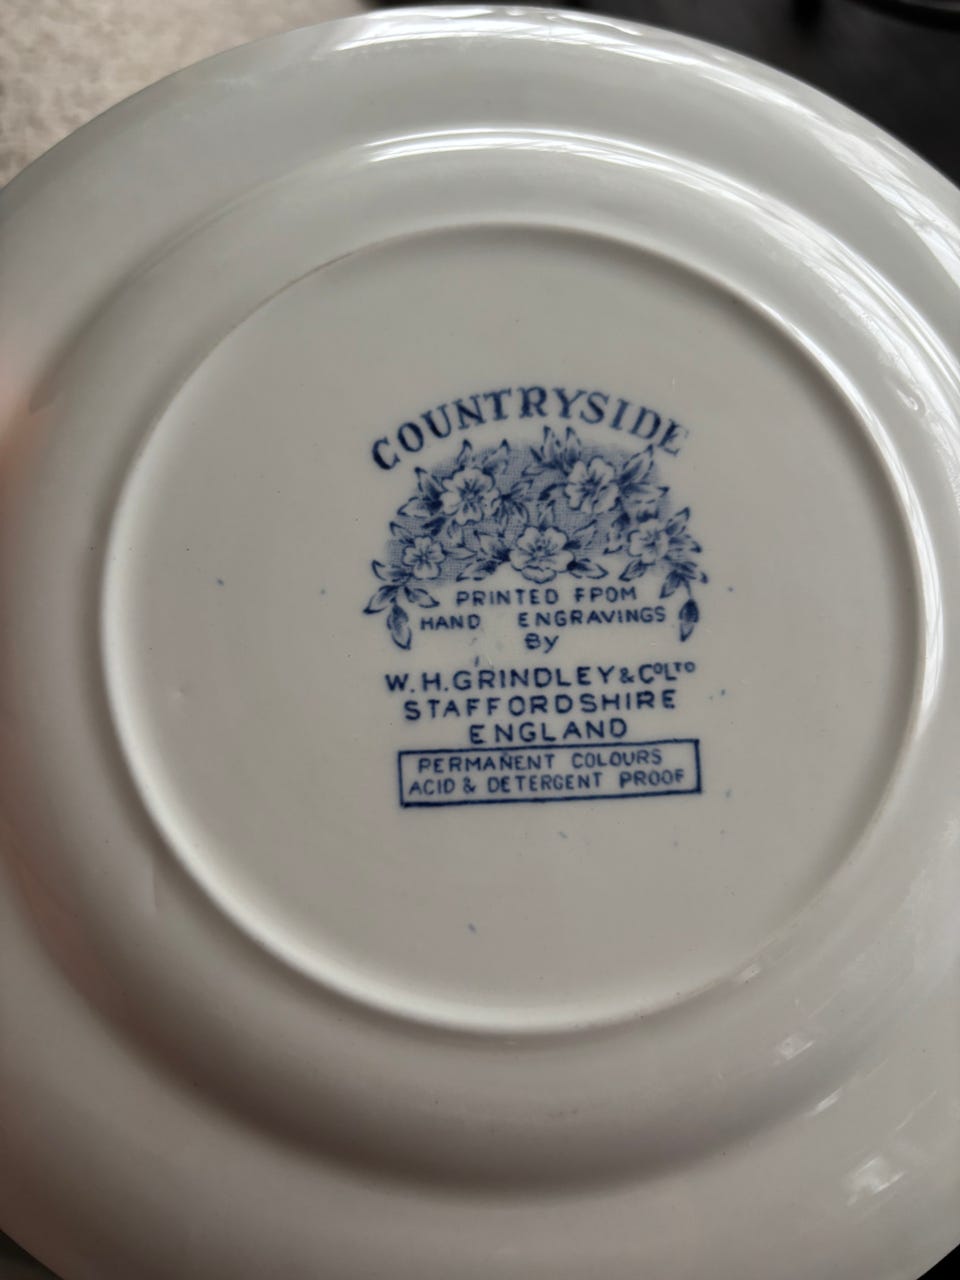 COUNTRYSIDE
PRINTED FPOM
HAND ENGRAVINGS
By
W.H.GRINDLEY & CoLTD
STAFFORDSHIRE
ENGLAND
PERMANENT COLOURS
ACID & DETERGENT PROOF